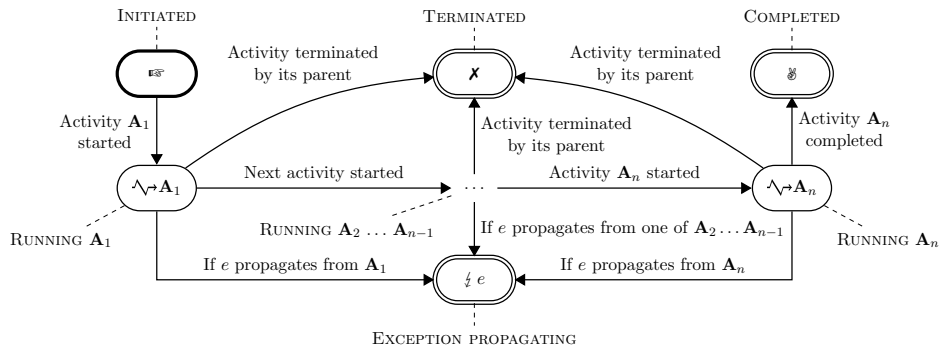 INITIATED
TERMINATED
COMPLETED
☞
✗
✌
Activity terminated
by its parent
Activity terminated
by its parent
Activity A1
started
Activity terminated
by its parent
Activity An
completed
A1
Next activity started
...
Activity An started
An
RUNNING A1
RUNNING A2 ... An−1
If e propagates from one of A2 ... An−1
RUNNING An
If e propagates from A1
If e propagates from An
e
EXCEPTION PROPAGATING